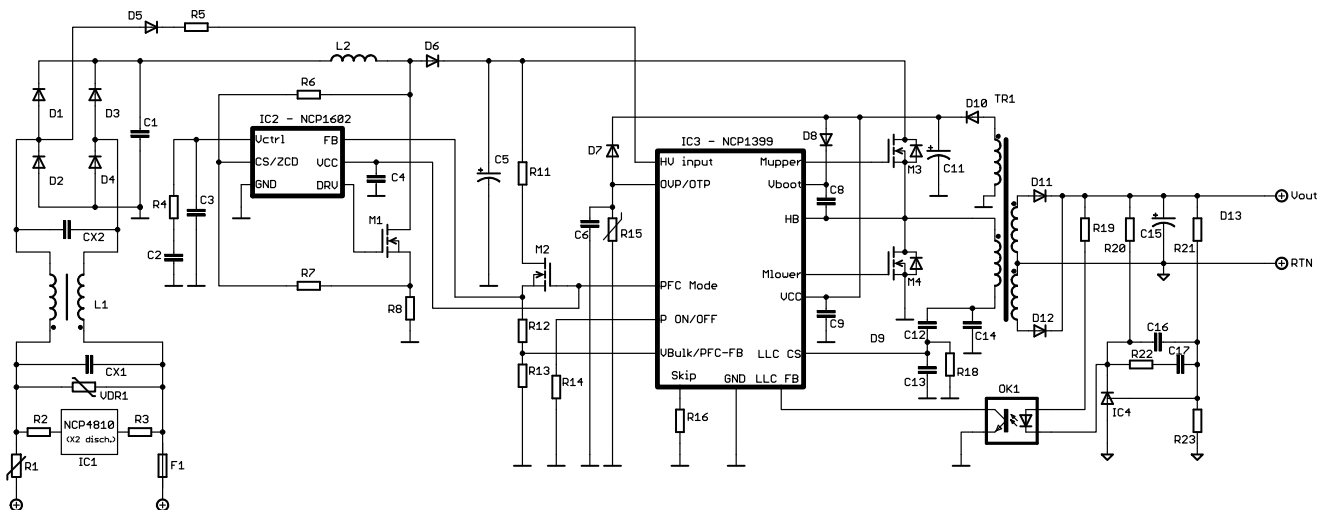 D5
R5
L2
D6
R6
D1
D3
C1
IC2 - NCP1602
Vctrl
FB
CS/ZCD
VCC
GND
DRV
C4
C5
R11
D2
D4
R4
C3
C2
CX2
M1
R7
R8
L1
CX1
VDR1
R2
NCP4810
(X2 disch.)
R3
IC1
R1
F1
D7
IC3 - NCP1399
HV input
Mupper
OVP/OTP
Vboot
HB
PFC Mode
Mlower
VCC
P ON/OFF
VBulk/PFC-FB
LLC CS
Skip
GND
LLC FB
C6
R15
M2
R12
R13
R14
R16
D8
C8
C9
M3
C11
D10
TR1
M4
C12
C14
D9
C13
R18
D11
D12
R19
R20
C15
R21
D13
Vout
RTN
C16
R22
C17
OK1
IC4
R23